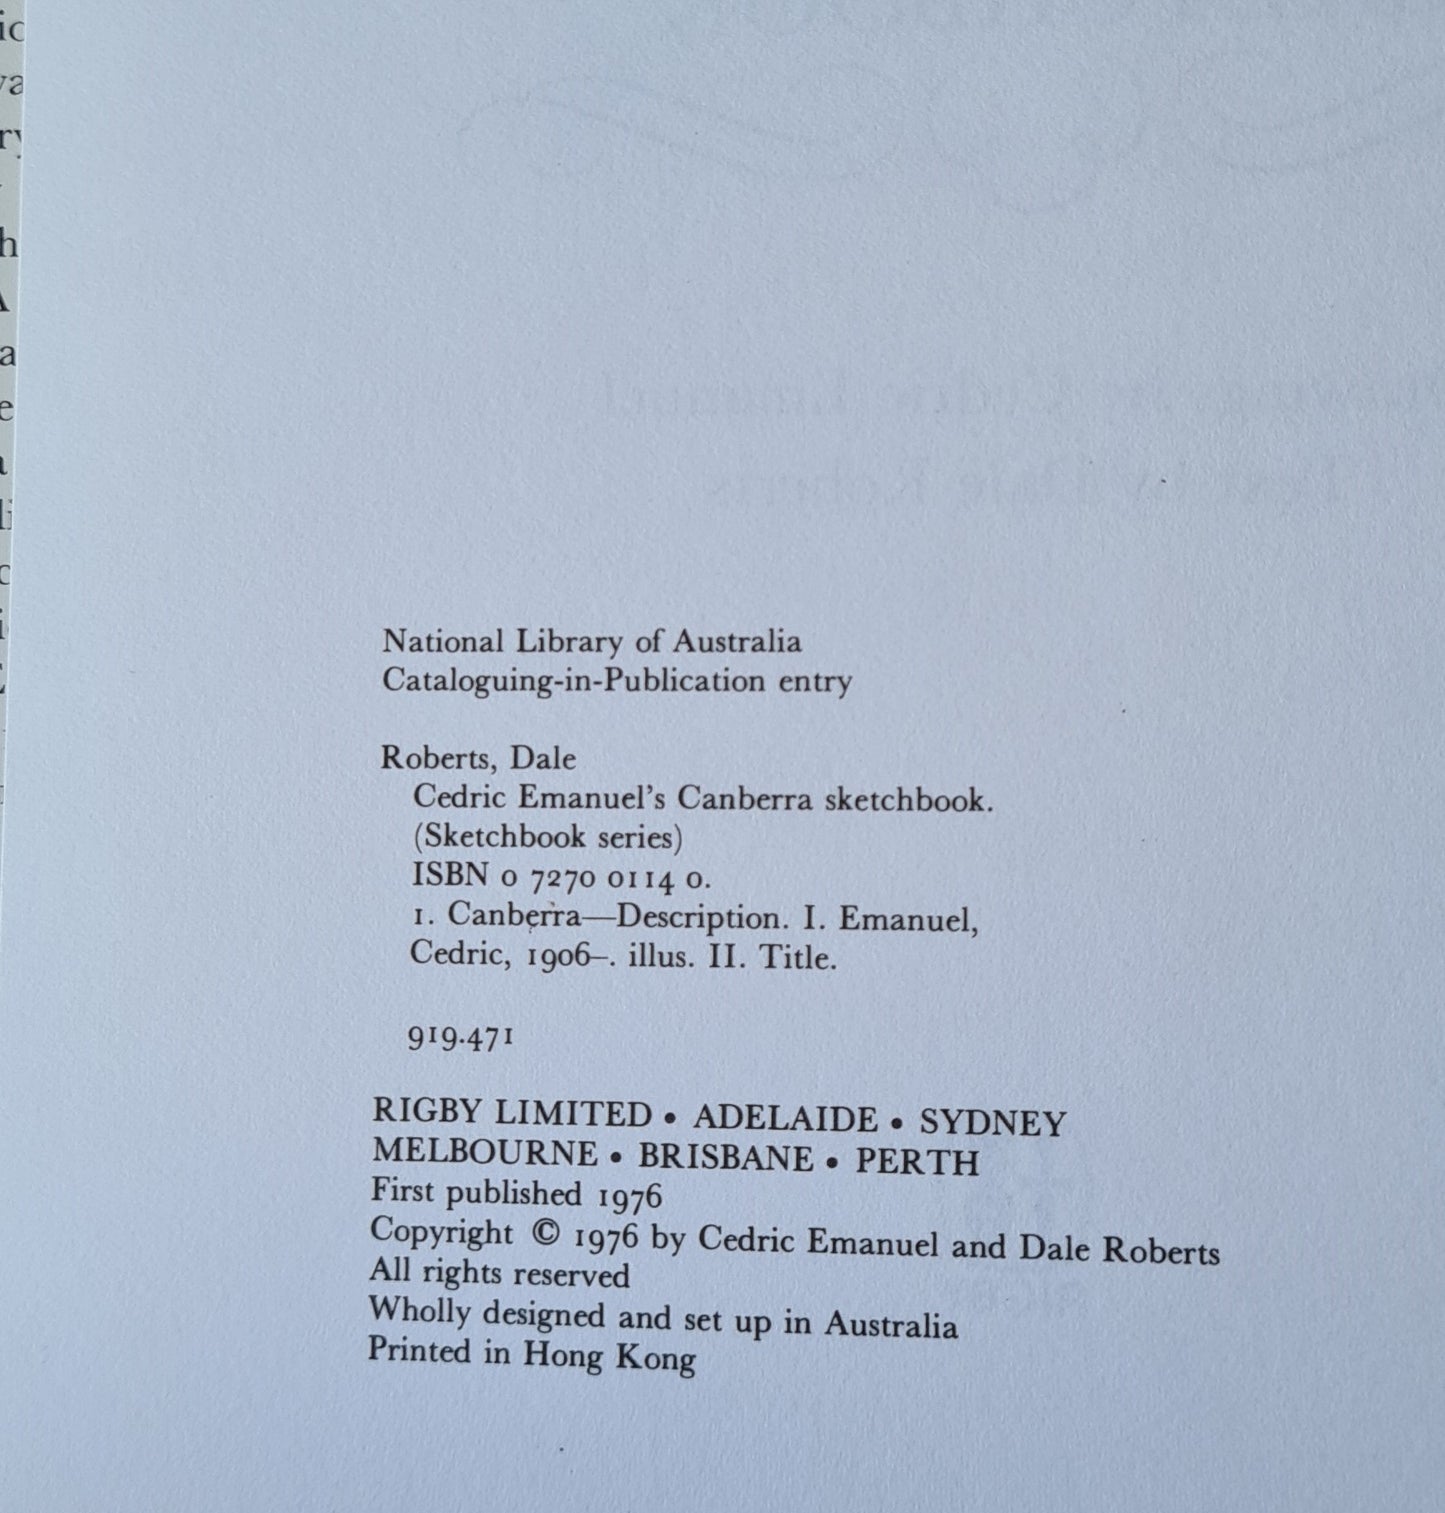 National Library of Australia
Cataloguing-in-Publication entry
Roberts, Dale
Cedric Emanuel's Canberra sketchbook.
(Sketchbook series)
ISBN 0 7270 0114 0.
1. Canberra—Description. I. Emanuel,
Cedric, 1906–. illus. II. Title.
919.471
RIGBY LIMITED • ADELAIDE • SYDNEY
MELBOURNE • BRISBANE • PERTH
First published 1976
Copyright © 1976 by Cedric Emanuel and Dale Roberts
All rights reserved
Wholly designed and set up in Australia
Printed in Hong Kong